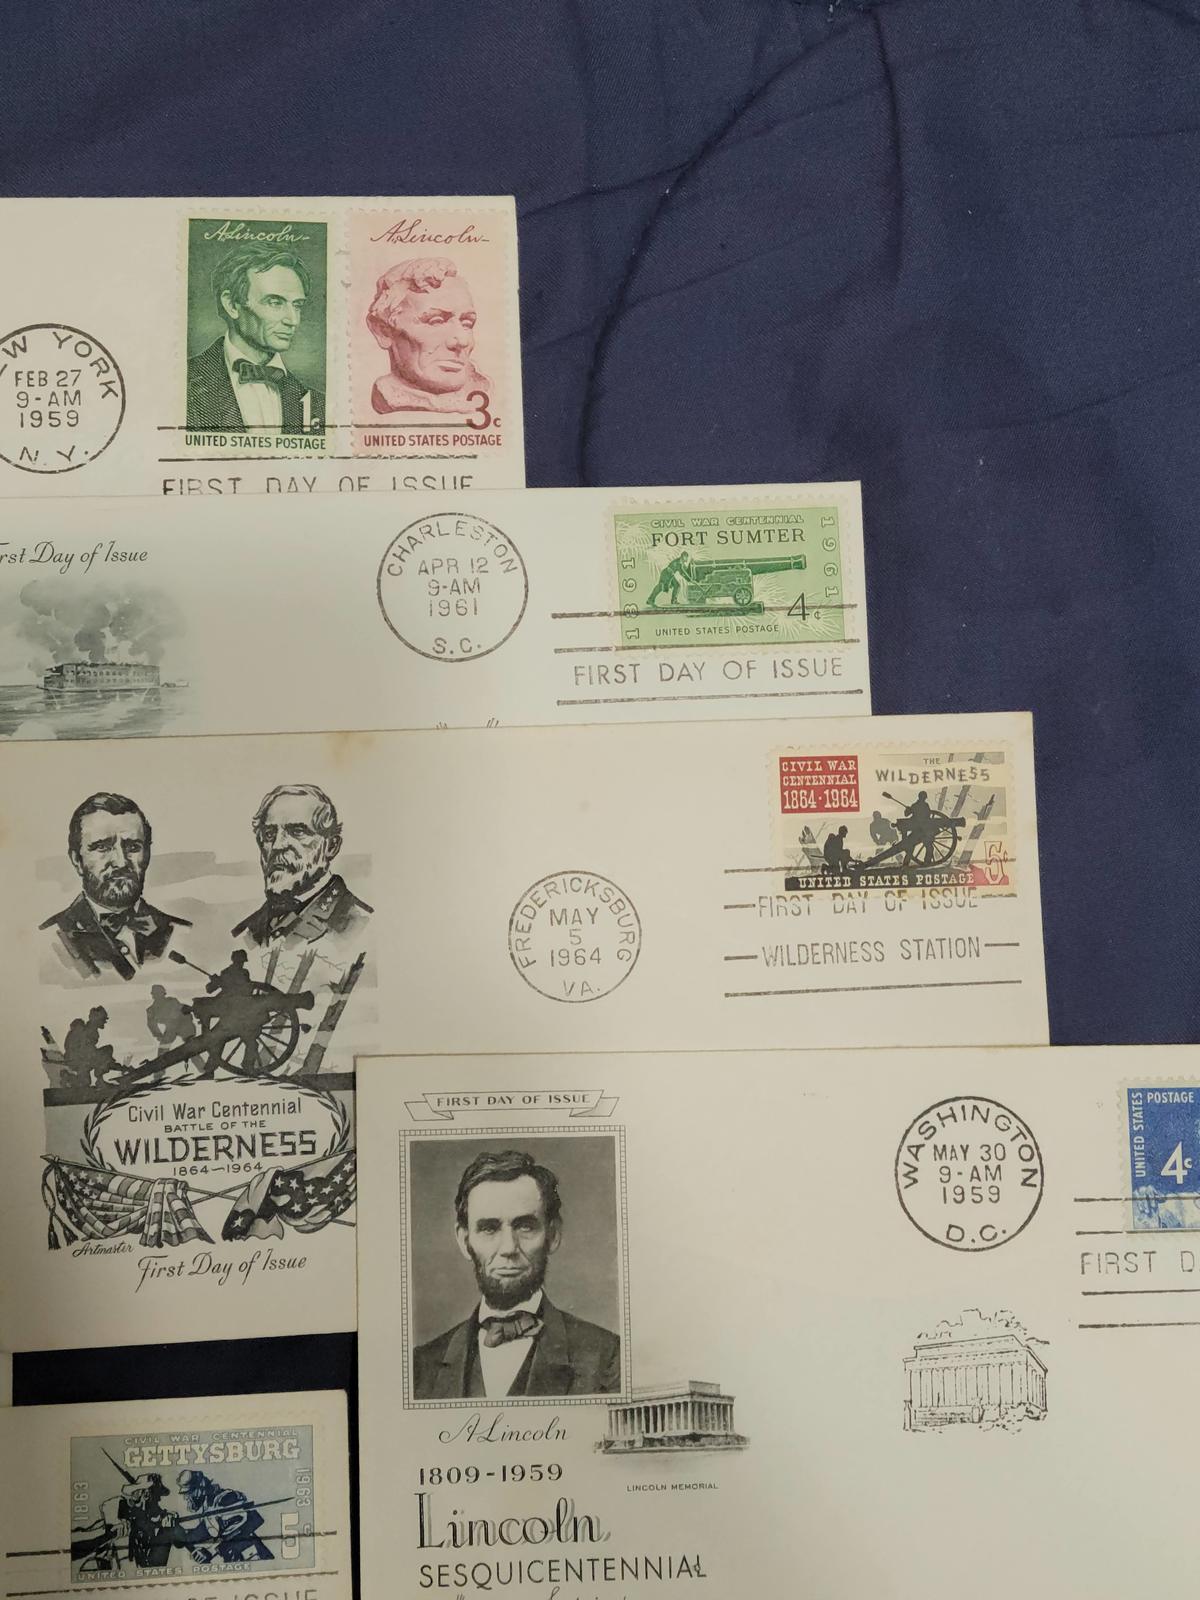 A. Lincoln
A. Lincoln
YORK
FEB 27
9-AM
1959
N.Y.
1c
3c
UNITED STATES POSTAGE
UNITED STATES POSTAGE
FIRST DAY OF ISSUE
Day of Issue
CHARLESTON
APR 12
9-AM
1961
S.C.
CIVIL WAR CENTENNIAL
FORT SUMTER
1861
1961
4¢
UNITED STATES POSTAGE
FIRST DAY OF ISSUE
CIVIL WAR
CENTENNIAL
1864-1964
THE
WILDERNESS
5c
UNITED STATES POSTAGE
FREDERICKSBURG
MAY
5
1964
VA.
FIRST DAY OF ISSUE
WILDERNESS STATION
Civil War Centennial
BATTLE OF THE
WILDERNESS
1864-1964
Artmaster
First Day of Issue
FIRST DAY OF ISSUE
WASHINGTON
MAY 30
9-AM
1959
D.C.
UNITED STATES POSTAGE
4c
FIRST D
A. Lincoln
LINCOLN MEMORIAL
1809-1959
Lincoln
SESQUICENTENNIAL
CIVIL WAR CENTENNIAL
GETTYSBURG
1863
1963
5c
UNITED STATES POSTAGE
ISSUE